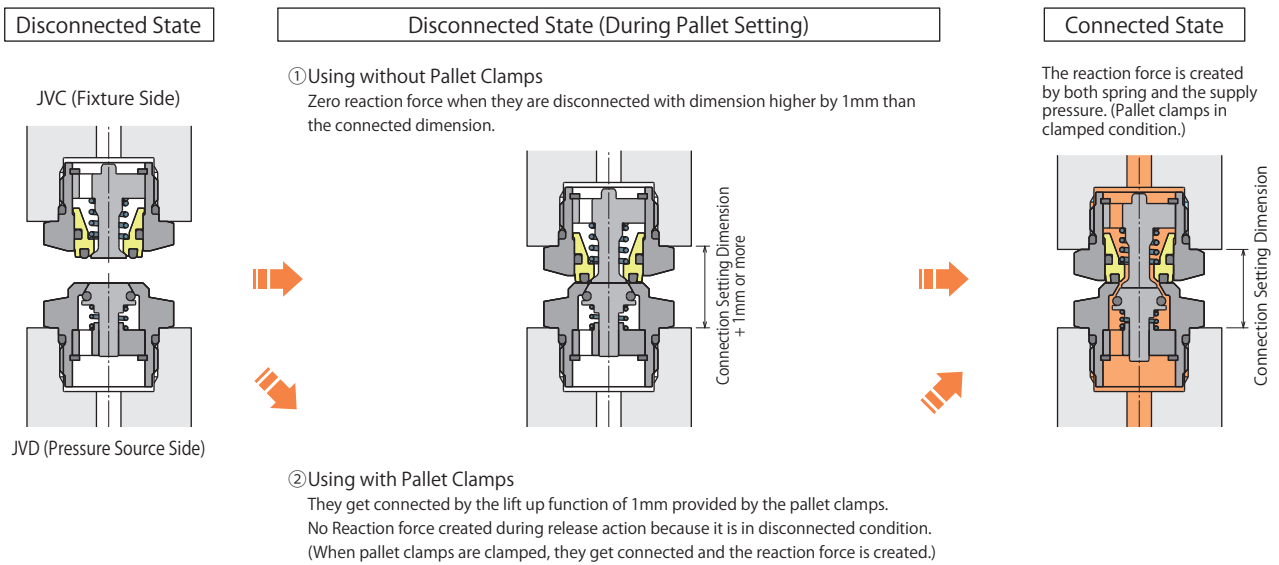 Disconnected State
Disconnected State (During Pallet Setting)
Connected State
JVC (Fixture Side)
JVD (Pressure Source Side)
①Using without Pallet Clamps
Zero reaction force when they are disconnected with dimension higher by 1mm than
the connected dimension.
Connection Setting Dimension
+ 1mm or more
②Using with Pallet Clamps
They get connected by the lift up function of 1mm provided by the pallet clamps.
No Reaction force created during release action because it is in disconnected condition.
(When pallet clamps are clamped, they get connected and the reaction force is created.)
The reaction force is created
by both spring and the supply
pressure. (Pallet clamps in
clamped condition.)
Connection Setting Dimension